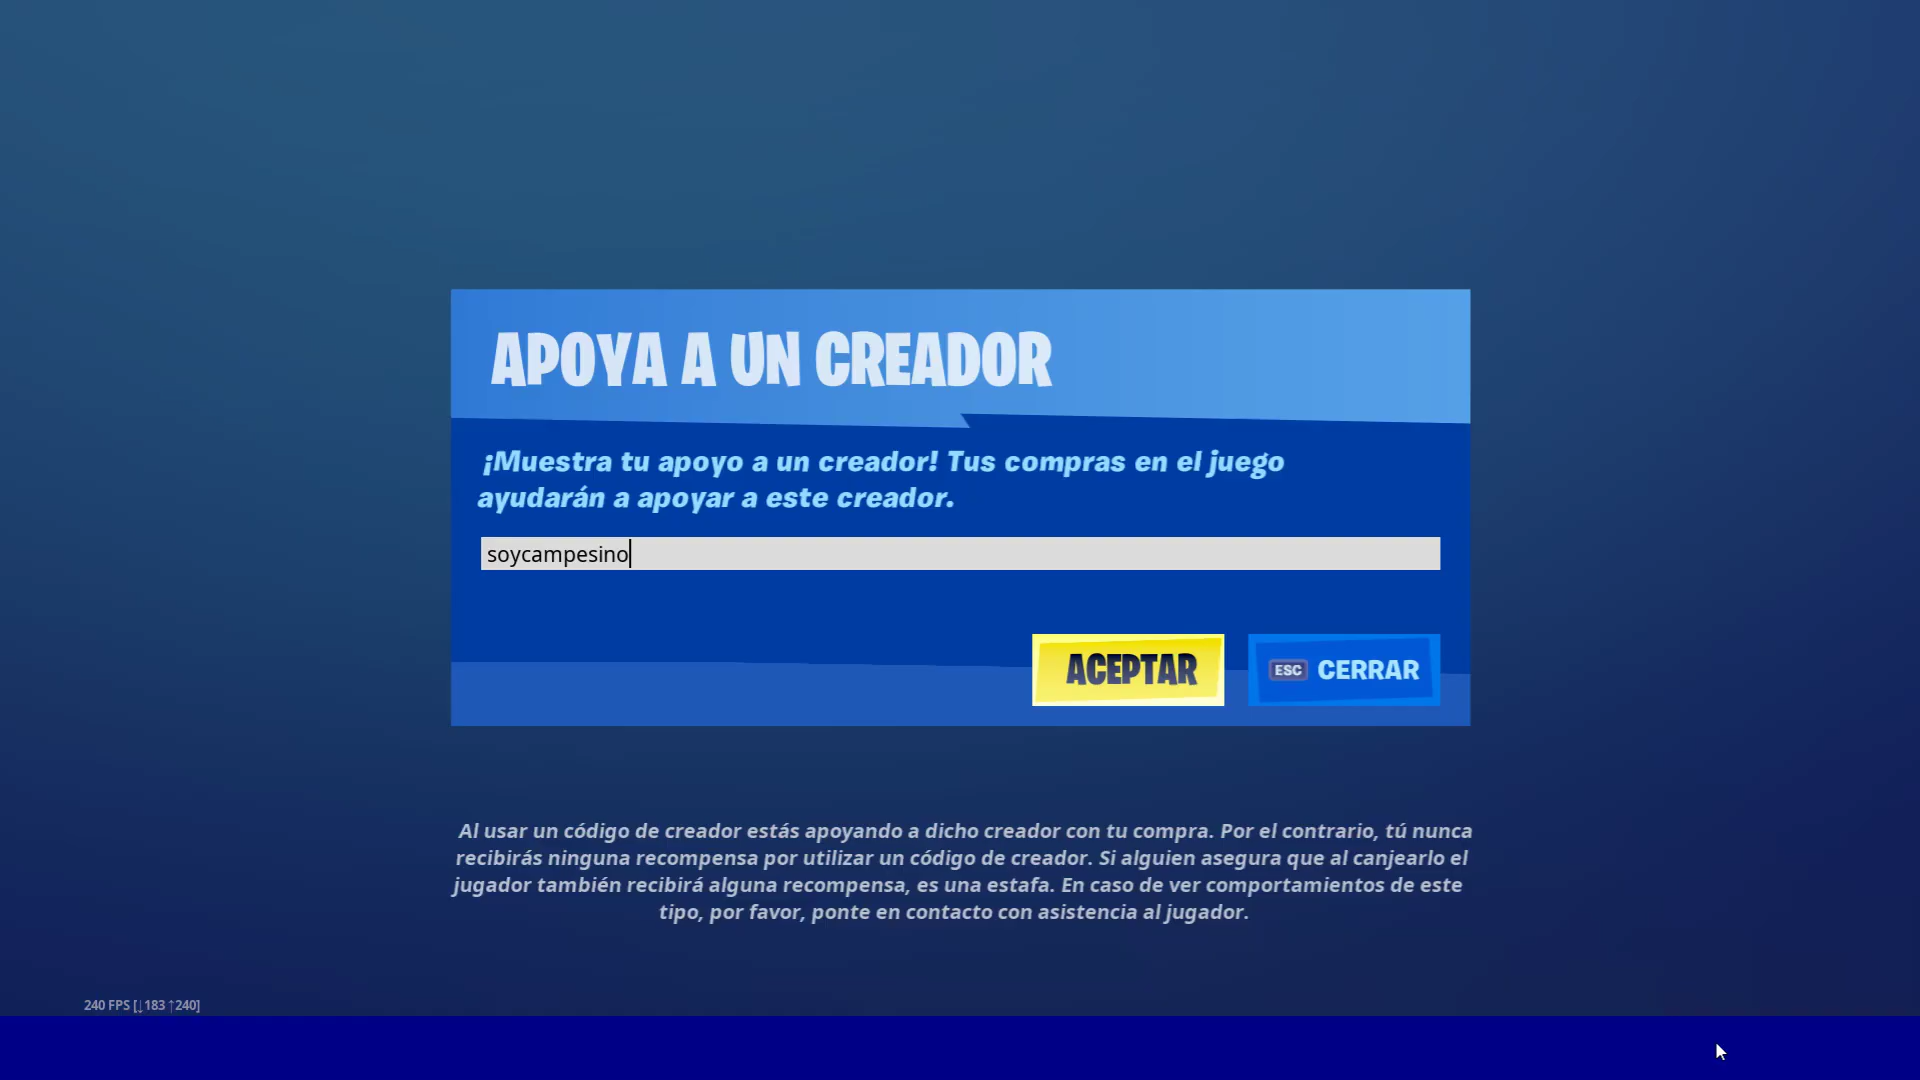 APOYA A UN CREADOR
¡Muestra tu apoyo a un creador! Tus compras en el juego
ayudarán a apoyar a este creador.
soycampesino
ACEPTAR
ESC CERRAR
Al usar un código de creador estás apoyando a dicho creador con tu compra. Por el contrario, tú nunca
recibirás ninguna recompensa por utilizar un código de creador. Si alguien asegura que al canjearlo el
jugador también recibirá alguna recompensa, es una estafa. En caso de ver comportamientos de este
tipo, por favor, ponte en contacto con asistencia al jugador.
240 FPS [↓183 ↑240]